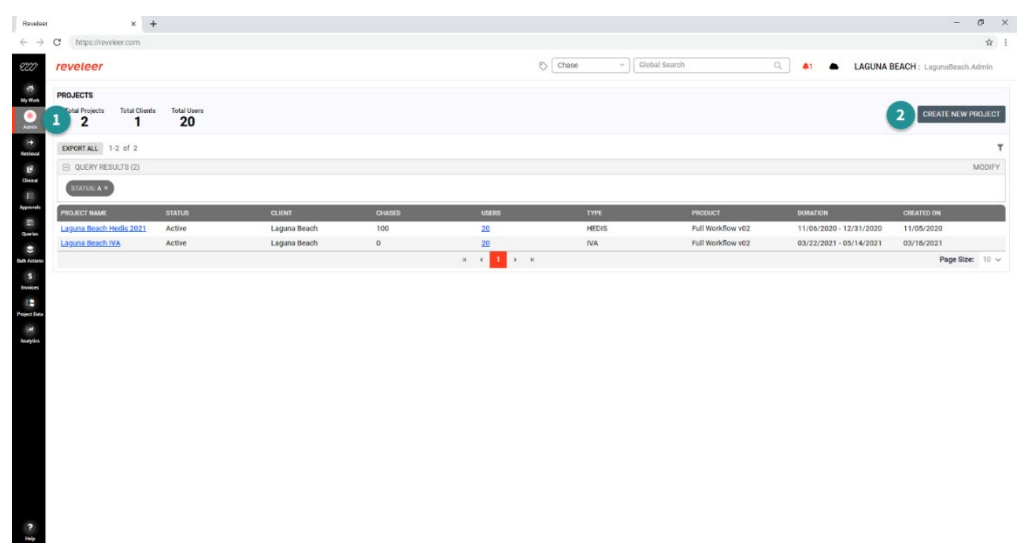 Reveleer × +
https://reveleer.com
reveleer Chase Global Search 1 LAGUNA BEACH : LagunaBeach.Admin
My Work
Admin
Retrieval
Clinical
Approvals
Queries
Bulk Actions
Invoices
Project Data
Analytics
? Help
PROJECTS
Total Projects Total Clients Total Users
1 2 1 20 2 CREATE NEW PROJECT
EXPORT ALL 1-2 of 2
QUERY RESULTS (2) MODIFY
STATUS: A ×
PROJECT NAME STATUS CLIENT CHASES USERS TYPE PRODUCT DURATION CREATED ON
Laguna Beach Hedis 2021 Active Laguna Beach 100 20 HEDIS Full Workflow v02 11/06/2020 - 12/31/2020 11/05/2020
Laguna Beach IVA Active Laguna Beach 0 20 IVA Full Workflow v02 03/22/2021 - 05/14/2021 03/18/2021
1 Page Size: 10